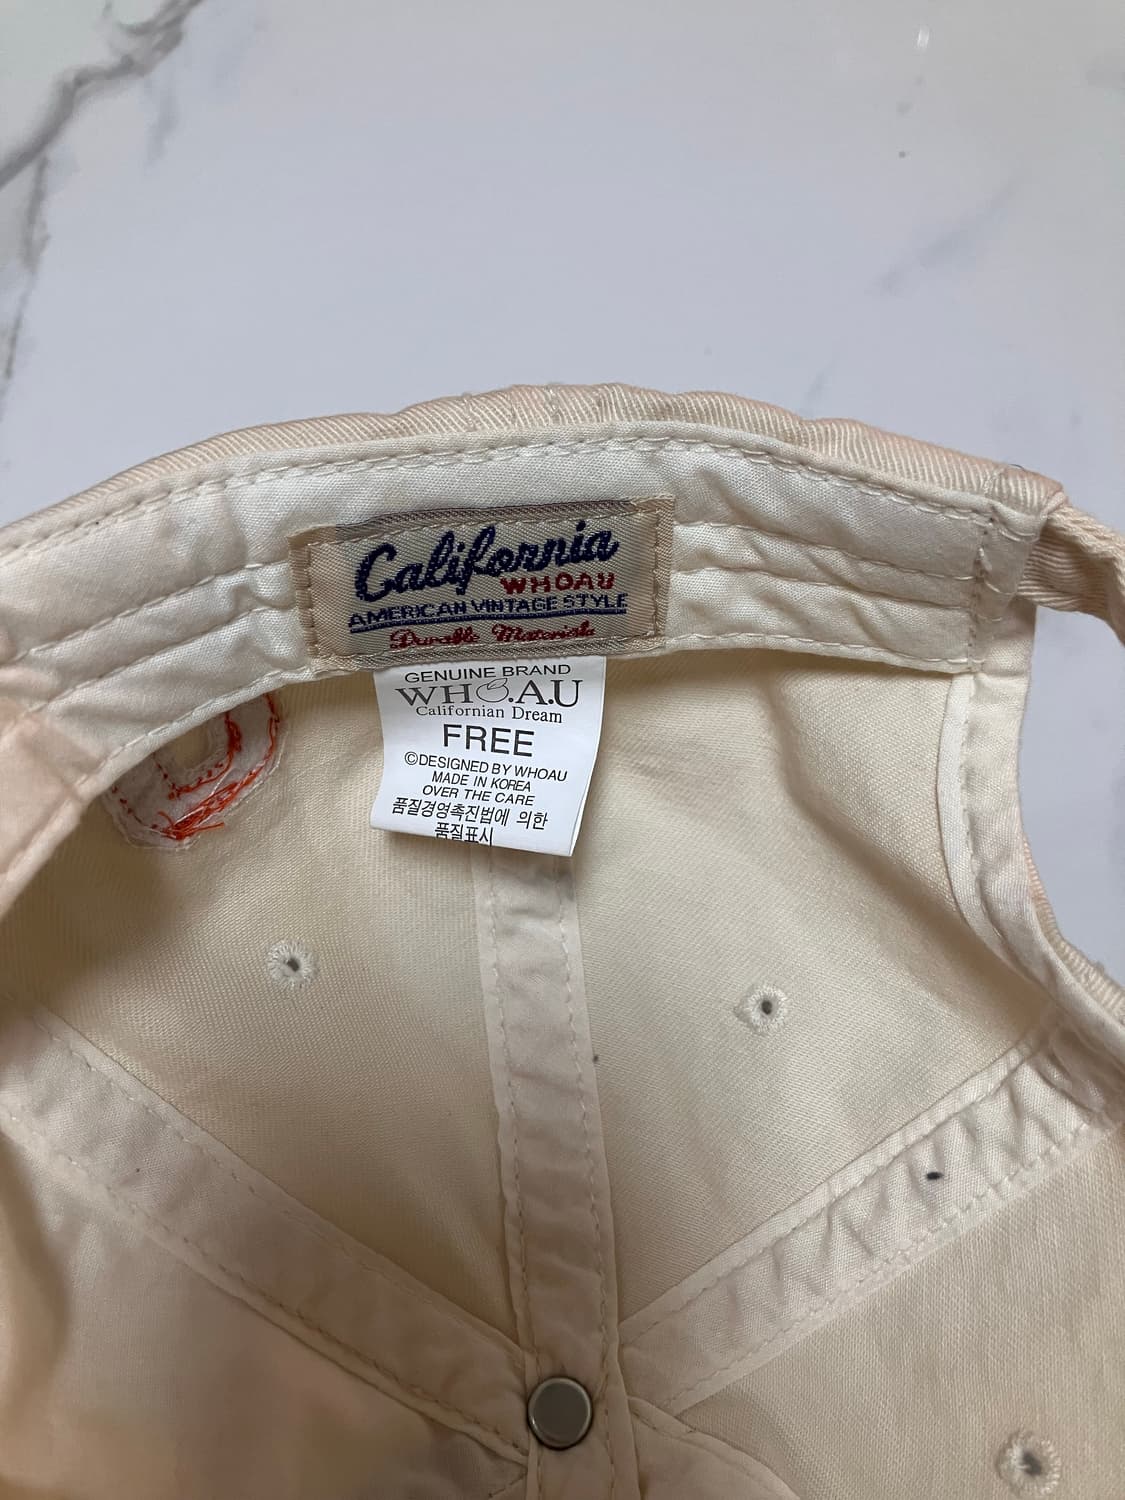 California
WHOAU
AMERICAN VINTAGE STYLE
Durable Materials
GENUINE BRAND
WHO.A.U
Californian Dream
FREE
©DESIGNED BY WHOAU
MADE IN KOREA
OVER THE CARE
품질경영촉진법에 의한
품질표시